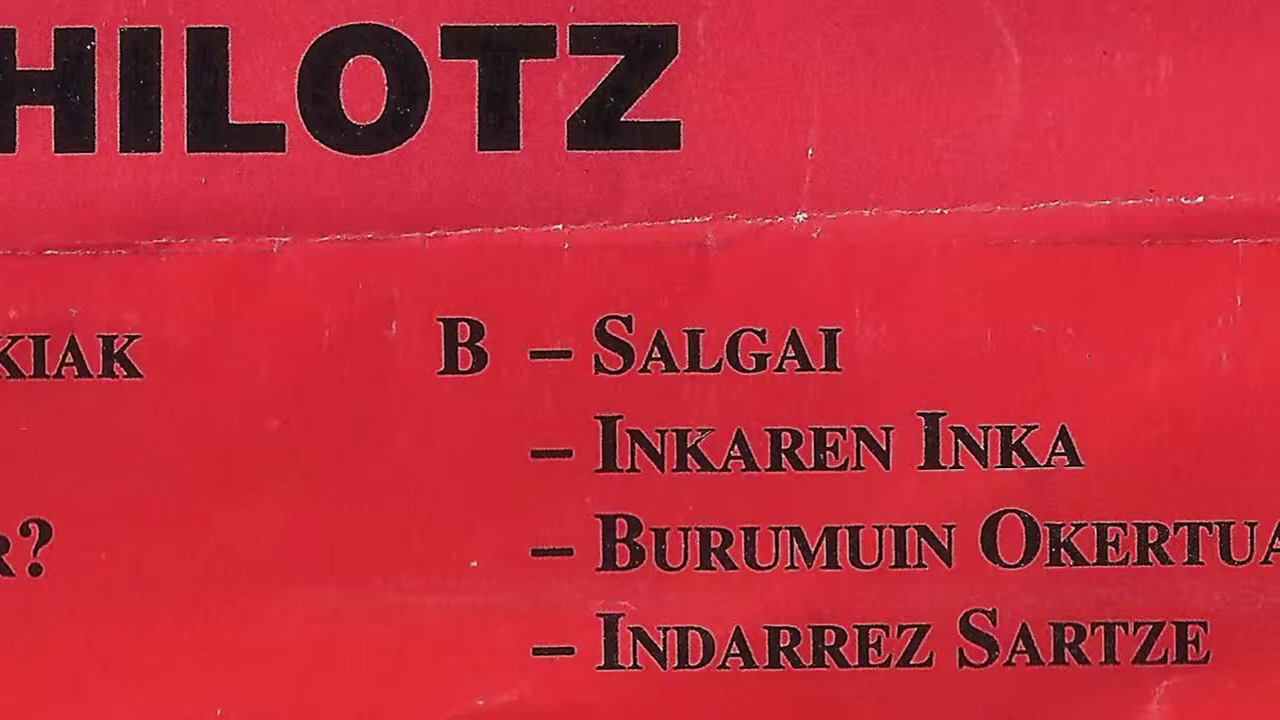 HILOTZ
KIAK
B – SALGAI
– INKAREN INKA
R?
– BURUMUIN OKERTUA
– INDARREZ SARTZE